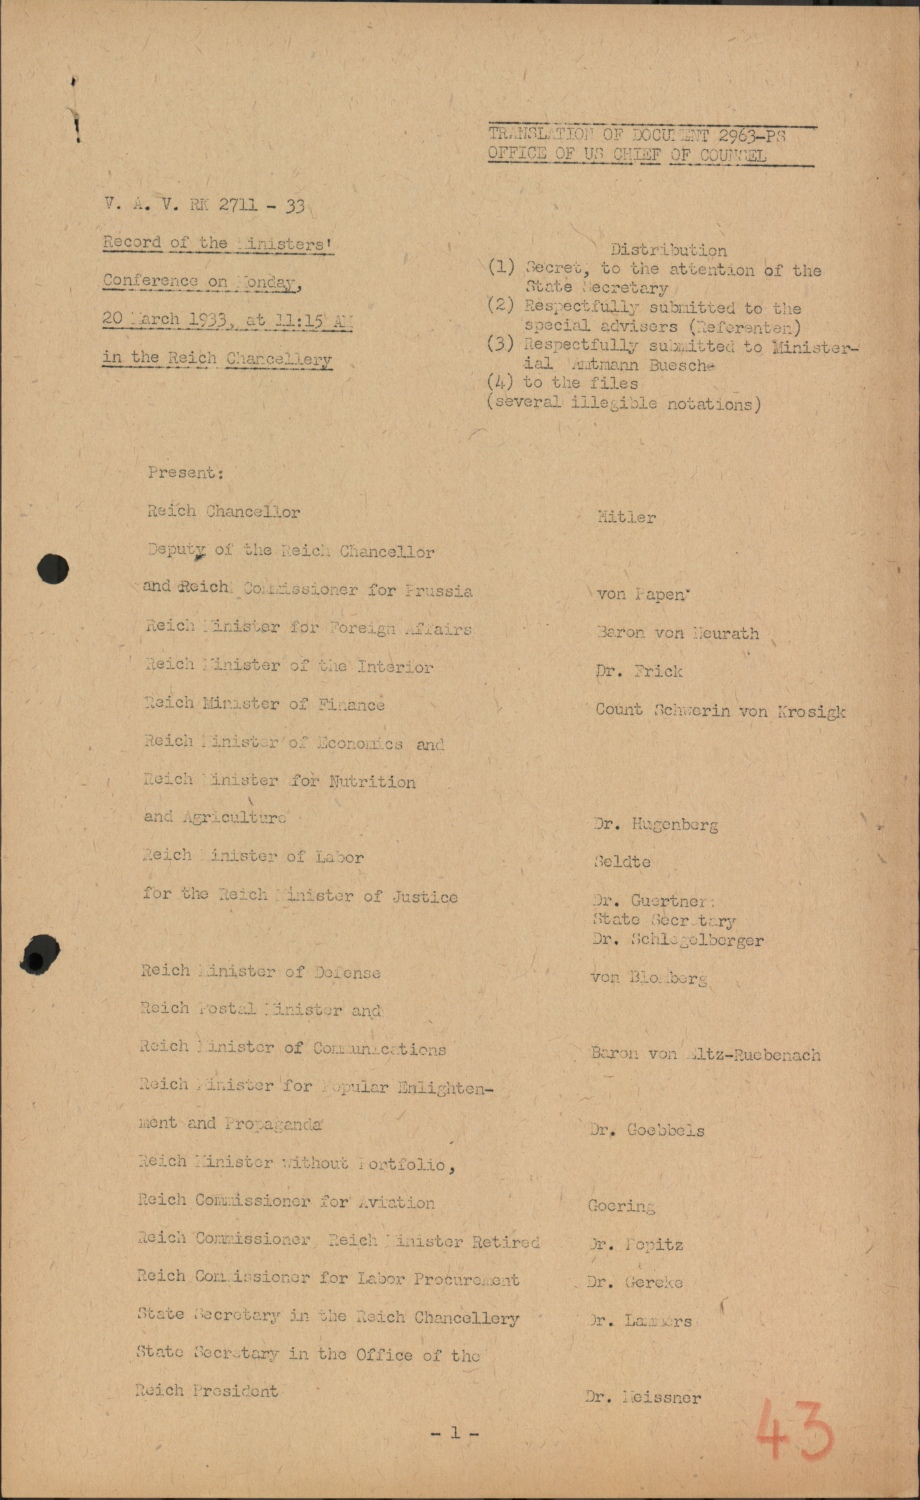 TRANSLATION OF DOCUMENT 2963-PS
OFFICE OF US CHIEF OF COUNSEL
V. A. V. RK 2711 - 33
Record of the Ministers'
Conference on Monday,
20 March 1933, at 11:15 AM
in the Reich Chancellery
Distribution
(1) Secret, to the attention of the
State Secretary
(2) Respectfully submitted to the
special advisers (Referenten)
(3) Respectfully submitted to Minister-
ial Amtmann Buesche
(4) to the files
(several illegible notations)
Present:
Reich Chancellor Hitler
Deputy of the Reich Chancellor
and Reich Commissioner for Prussia von Papen
Reich Minister for Foreign Affairs Baron von Neurath
Reich Minister of the Interior Dr. Frick
Reich Minister of Finance Count Schwerin von Krosigk
Reich Minister of Economics and
Reich Minister for Nutrition
and Agriculture Dr. Hugenberg
Reich Minister of Labor Seldte
for the Reich Minister of Justice Dr. Guertner:
State Secretary
Dr. Schlegelberger
Reich Minister of Defense von Blomberg
Reich Postal Minister and
Reich Minister of Communications Baron von Eltz-Ruebenach
Reich Minister for Popular Enlighten-
ment and Propaganda Dr. Goebbels
Reich Minister without Portfolio,
Reich Commissioner for Aviation Goering
Reich Commissioner, Reich Minister Retired Dr. Popitz
Reich Commissioner for Labor Procurement Dr. Gereke
State Secretary in the Reich Chancellery Dr. Lammers
State Secretary in the Office of the
Reich President Dr. Meissner
- 1 -
43